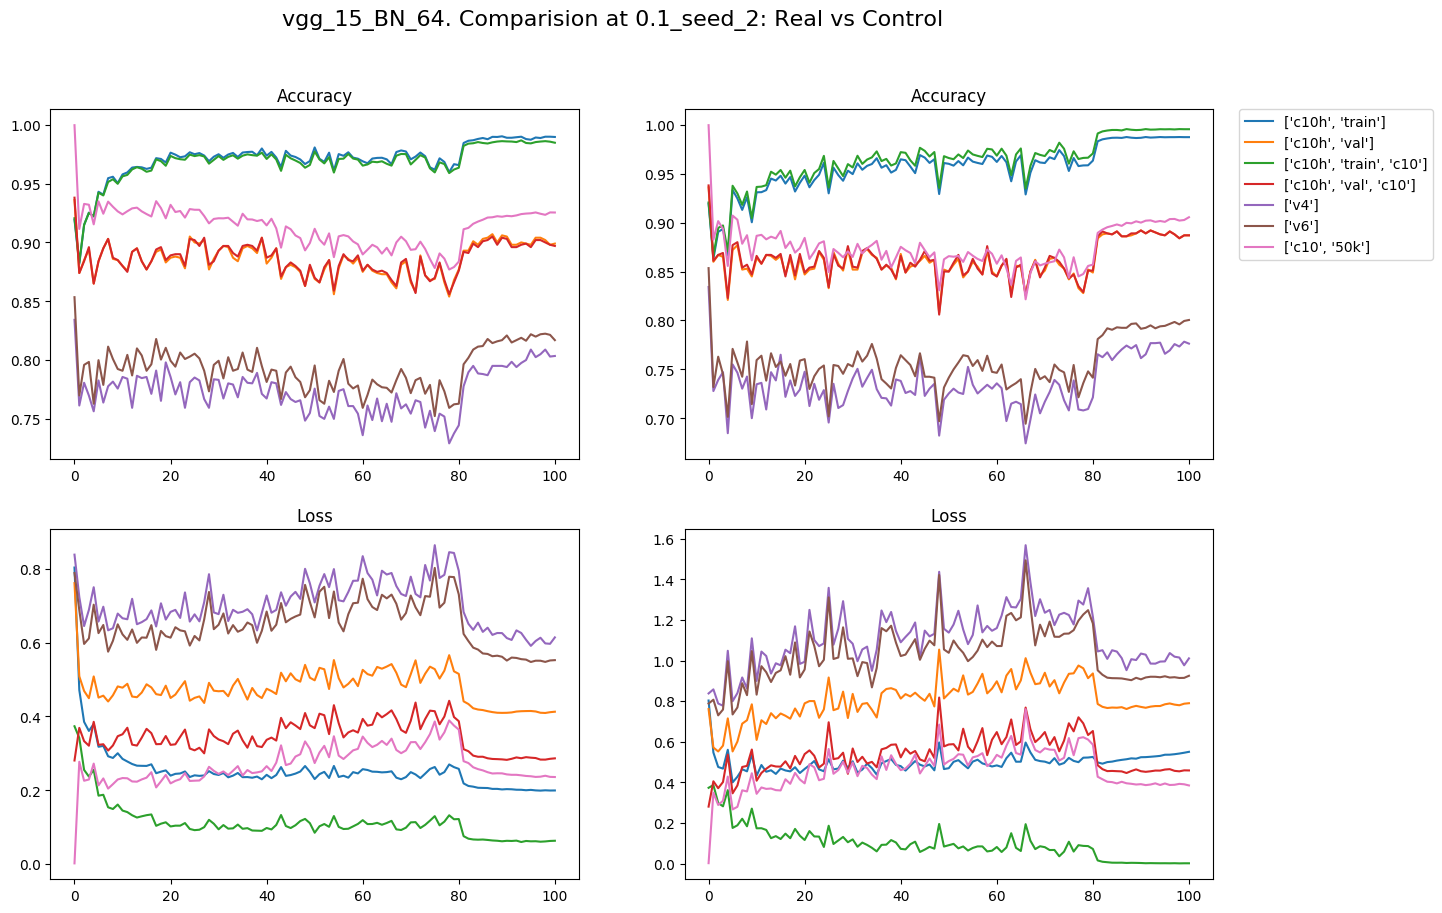 vgg_15_BN_64. Comparision at 0.1_seed_2: Real vs Control
Accuracy
1.00
0.95
0.90
0.85
0.80
0.75
0 20 40 60 80 100
Accuracy
1.00
0.95
0.90
0.85
0.80
0.75
0.70
0 20 40 60 80 100
['c10h', 'train']
['c10h', 'val']
['c10h', 'train', 'c10']
['c10h', 'val', 'c10']
['v4']
['v6']
['c10', '50k']
Loss
0.8
0.6
0.4
0.2
0.0
0 20 40 60 80 100
Loss
1.6
1.4
1.2
1.0
0.8
0.6
0.4
0.2
0.0
0 20 40 60 80 100